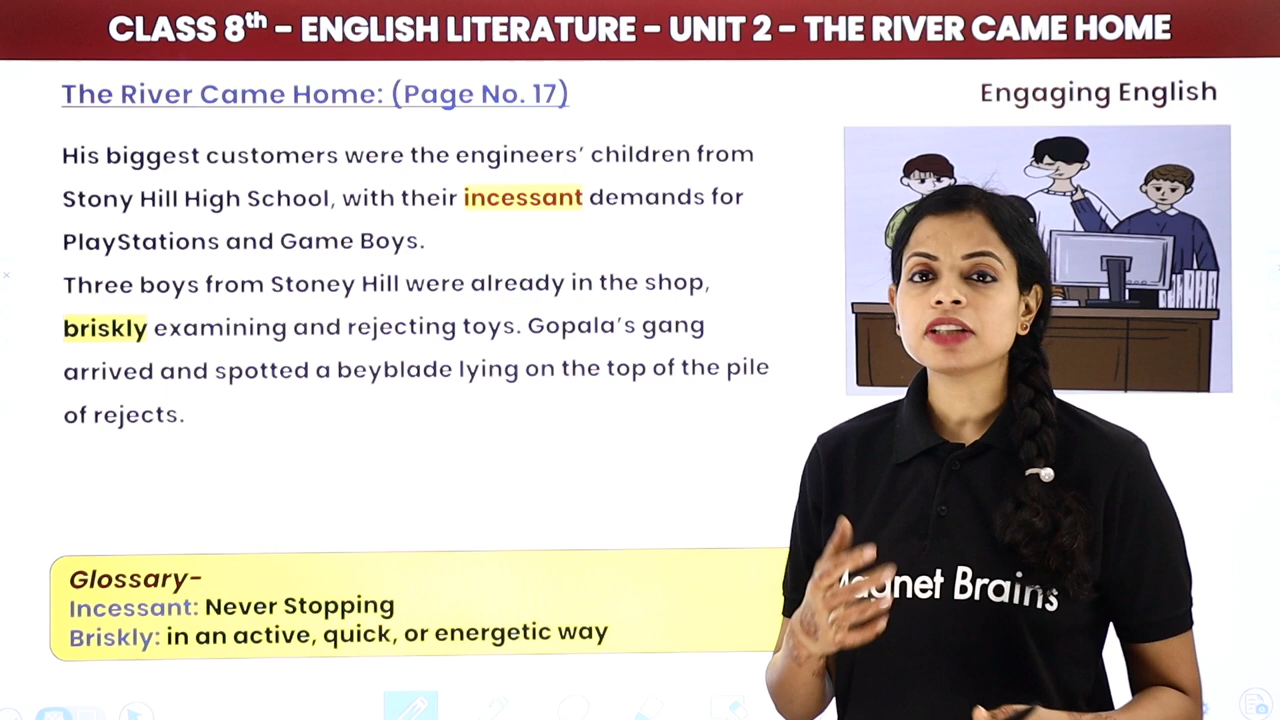 CLASS 8th - ENGLISH LITERATURE - UNIT 2 - THE RIVER CAME HOME
The River Came Home: (Page No. 17)
Engaging English
His biggest customers were the engineers' children from
Stony Hill High School, with their incessant demands for
PlayStations and Game Boys.
Three boys from Stoney Hill were already in the shop,
briskly examining and rejecting toys. Gopala's gang
arrived and spotted a beyblade lying on the top of the pile
of rejects.
Glossary-
Incessant: Never Stopping
Briskly: in an active, quick, or energetic way
Magnet Brains